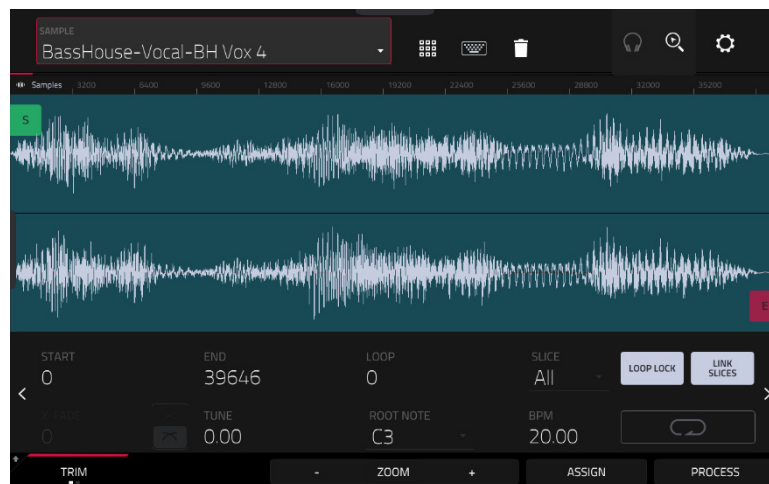 SAMPLE
BassHouse-Vocal-BH Vox 4
Samples 3200 6400 9600 12800 16000 19200 22400 25600 28800 32000 35200
S
E
START END LOOP SLICE
0 39646 0 All
LOOP LOCK LINK SLICES
X-FADE TUNE ROOT NOTE BPM
0 0.00 C3 20.00
TRIM - ZOOM + ASSIGN PROCESS